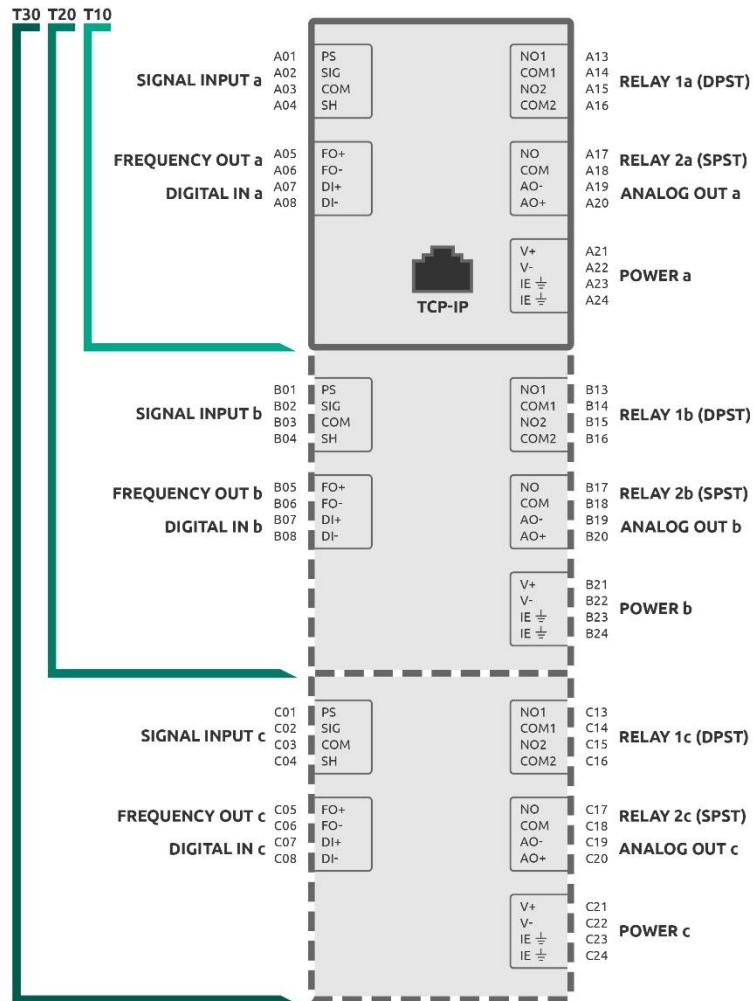 T30 T20 T10
SIGNAL INPUT a
A01 PS
A02 SIG
A03 COM
A04 SH
NO1 A13
COM1 A14
NO2 A15
COM2 A16
RELAY 1a (DPST)
FREQUENCY OUT a
DIGITAL IN a
A05 FO+
A06 FO-
A07 DI+
A08 DI-
NO A17
COM A18
AO- A19
AO+ A20
RELAY 2a (SPST)
ANALOG OUT a
TCP-IP
V+ A21
V- A22
IE A23
IE A24
POWER a
SIGNAL INPUT b
B01 PS
B02 SIG
B03 COM
B04 SH
NO1 B13
COM1 B14
NO2 B15
COM2 B16
RELAY 1b (DPST)
FREQUENCY OUT b
DIGITAL IN b
B05 FO+
B06 FO-
B07 DI+
B08 DI-
NO B17
COM B18
AO- B19
AO+ B20
RELAY 2b (SPST)
ANALOG OUT b
V+ B21
V- B22
IE B23
IE B24
POWER b
SIGNAL INPUT c
C01 PS
C02 SIG
C03 COM
C04 SH
NO1 C13
COM1 C14
NO2 C15
COM2 C16
RELAY 1c (DPST)
FREQUENCY OUT c
DIGITAL IN c
C05 FO+
C06 FO-
C07 DI+
C08 DI-
NO C17
COM C18
AO- C19
AO+ C20
RELAY 2c (SPST)
ANALOG OUT c
V+ C21
V- C22
IE C23
IE C24
POWER c